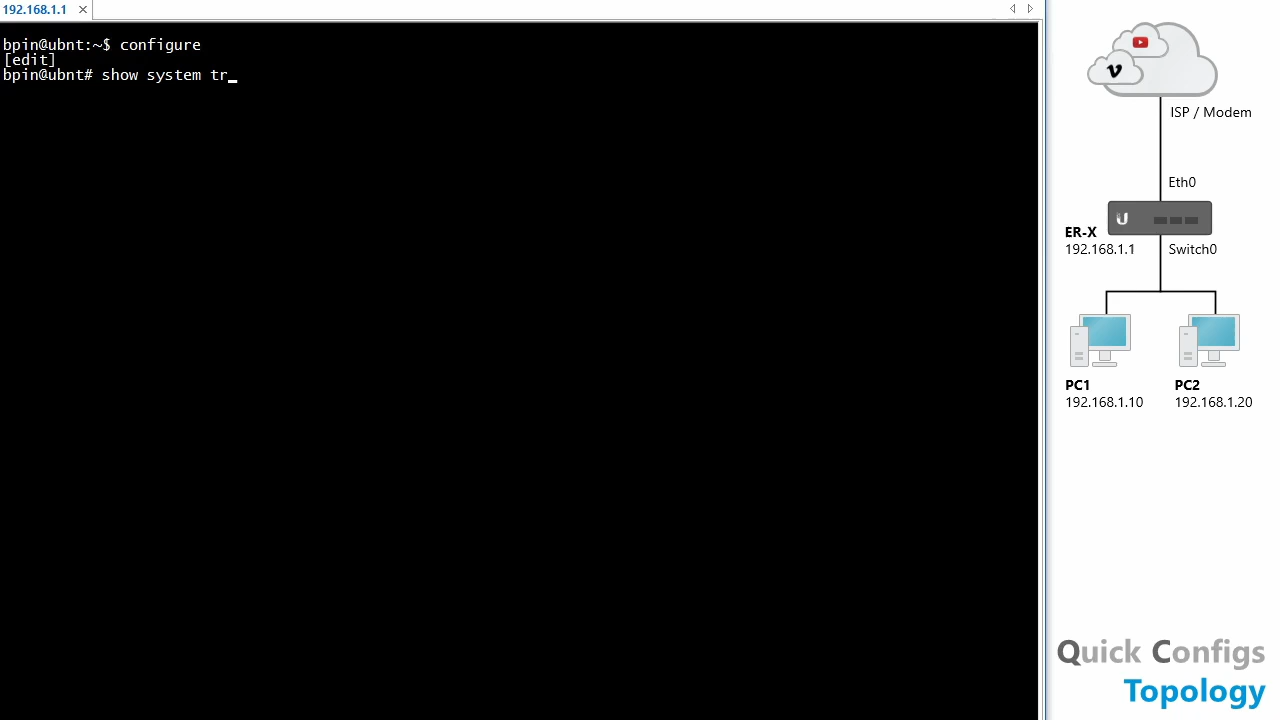 192.168.1.1
bpin@ubnt:~$ configure
[edit]
bpin@ubnt# show system tr_
ISP / Modem
Eth0
ER-X
192.168.1.1
Switch0
PC1
192.168.1.10
PC2
192.168.1.20
Quick Configs
Topology